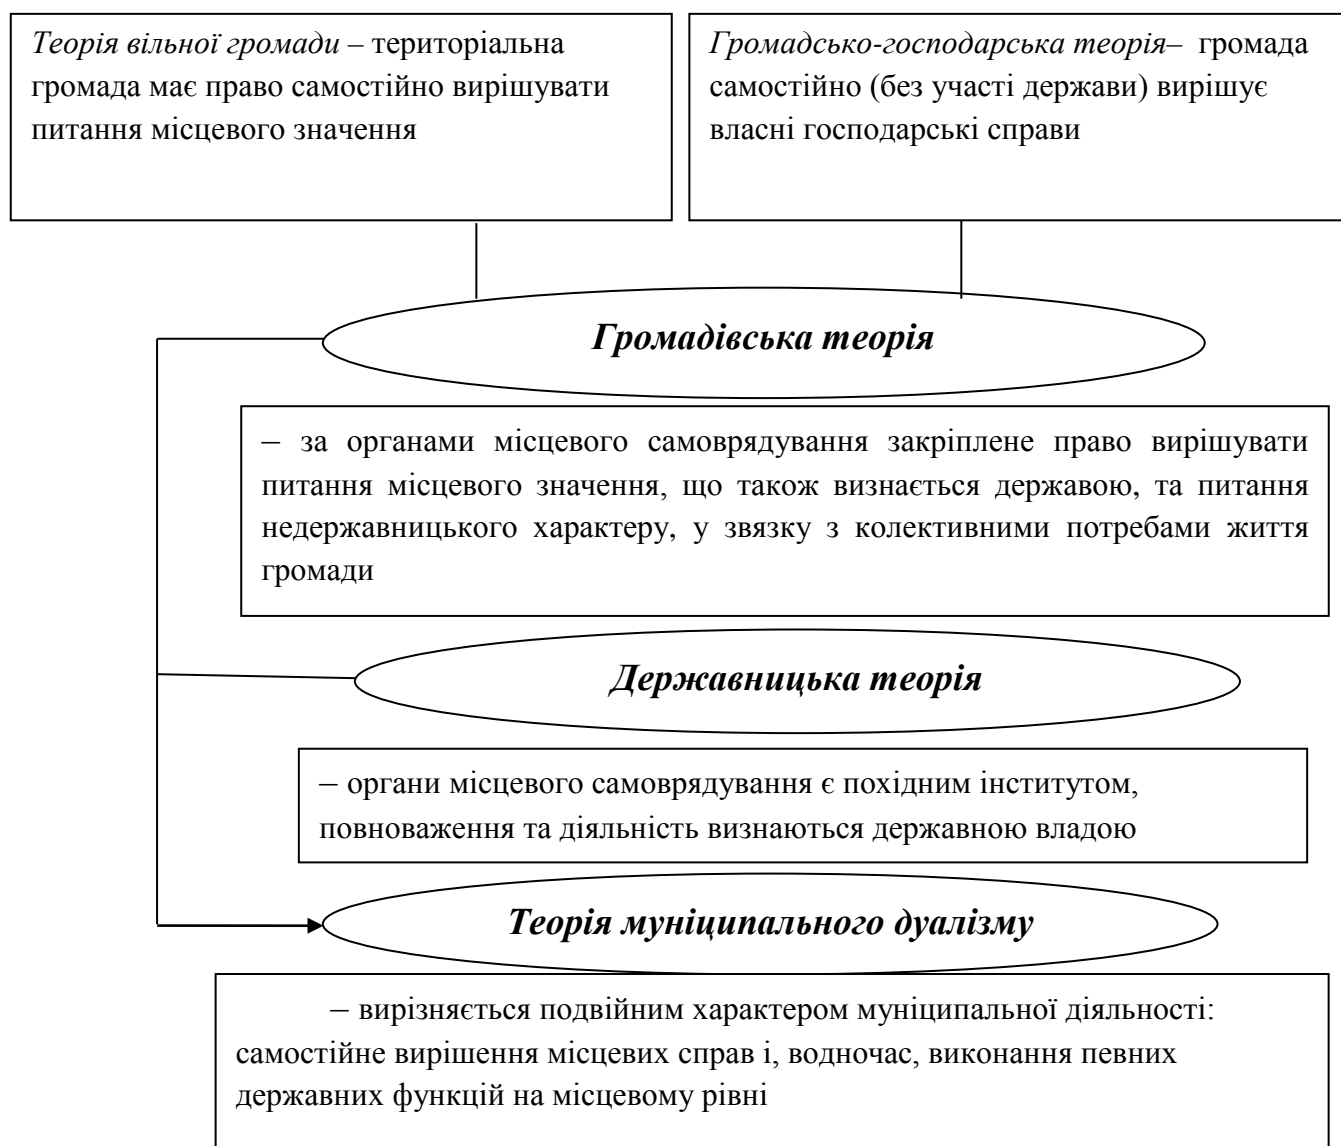 Теорія вільної громади – територіальна
громада має право самостійно вирішувати
питання місцевого значення
Громадсько-господарська теорія– громада
самостійно (без участі держави) вирішує
власні господарські справи
Громадівська теорія
– за органами місцевого самоврядування закріплене право вирішувати
питання місцевого значення, що також визнається державою, та питання
недержавницького характеру, у звязку з колективними потребами життя
громади
Державницька теорія
– органи місцевого самоврядування є похідним інститутом,
повноваження та діяльність визнаються державною владою
Теорія муніципального дуалізму
– вирізняється подвійним характером муніципальної діяльності:
самостійне вирішення місцевих справ і, водночас, виконання певних
державних функцій на місцевому рівні